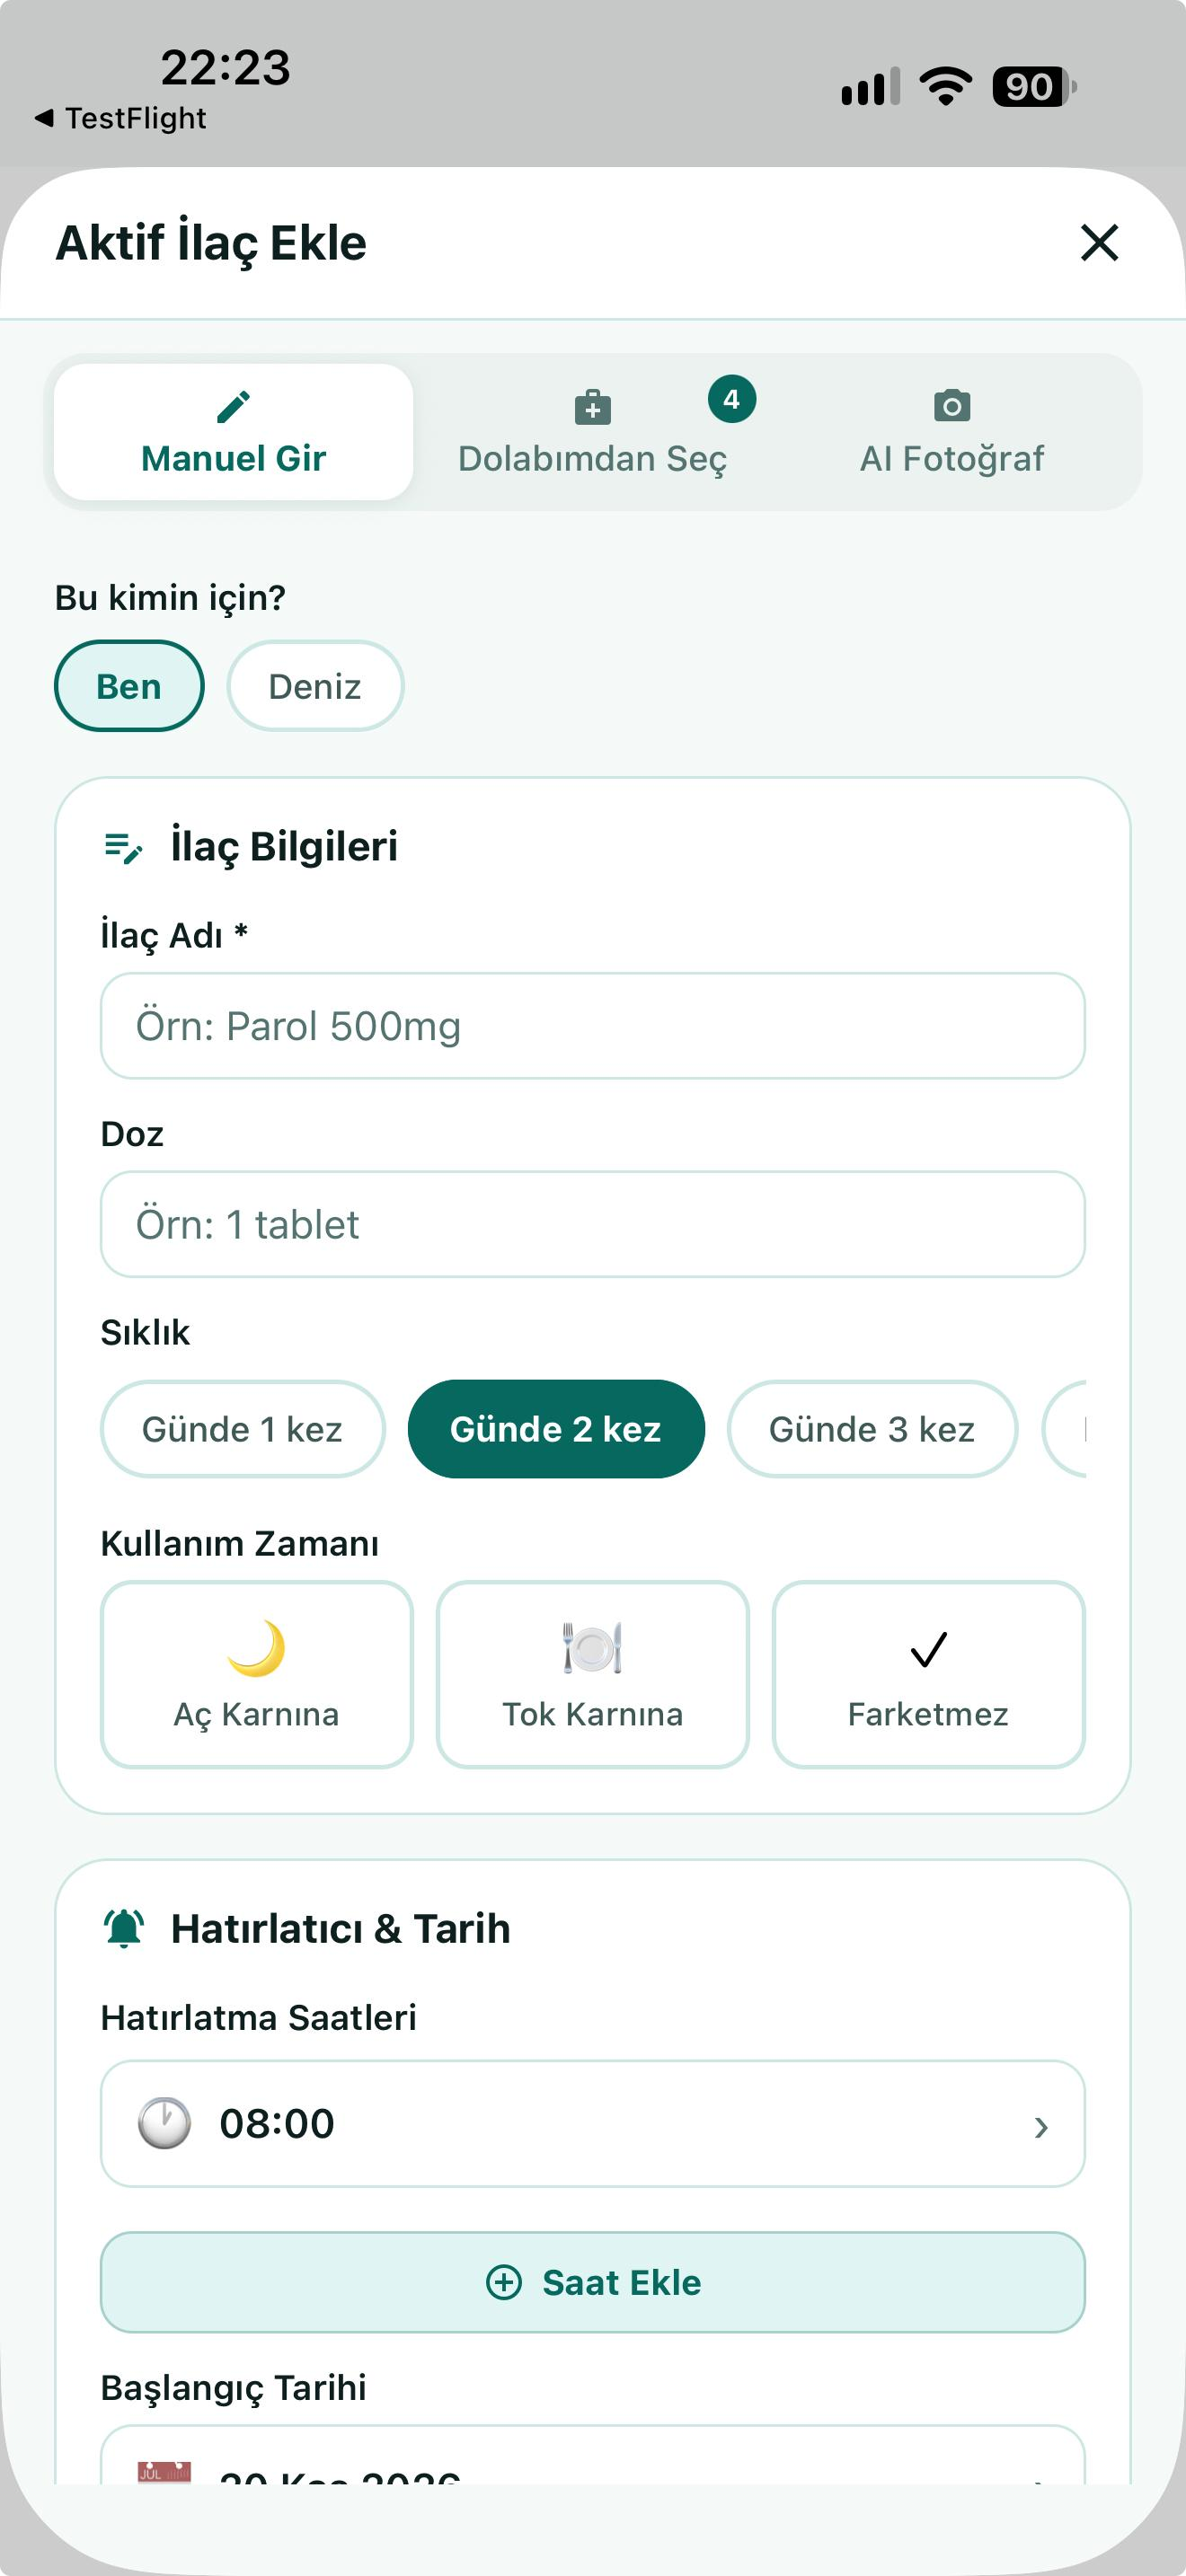 22:23
90
◀ TestFlight
Aktif İlaç Ekle
Manuel Gir
4
Dolabımdan Seç
AI Fotoğraf
Bu kimin için?
Ben
Deniz
İlaç Bilgileri
İlaç Adı *
Örn: Parol 500mg
Doz
Örn: 1 tablet
Sıklık
Günde 1 kez
Günde 2 kez
Günde 3 kez
Kullanım Zamanı
Aç Karnına
Tok Karnına
Farketmez
Hatırlatıcı & Tarih
Hatırlatma Saatleri
08:00
Saat Ekle
Başlangıç Tarihi
JUL